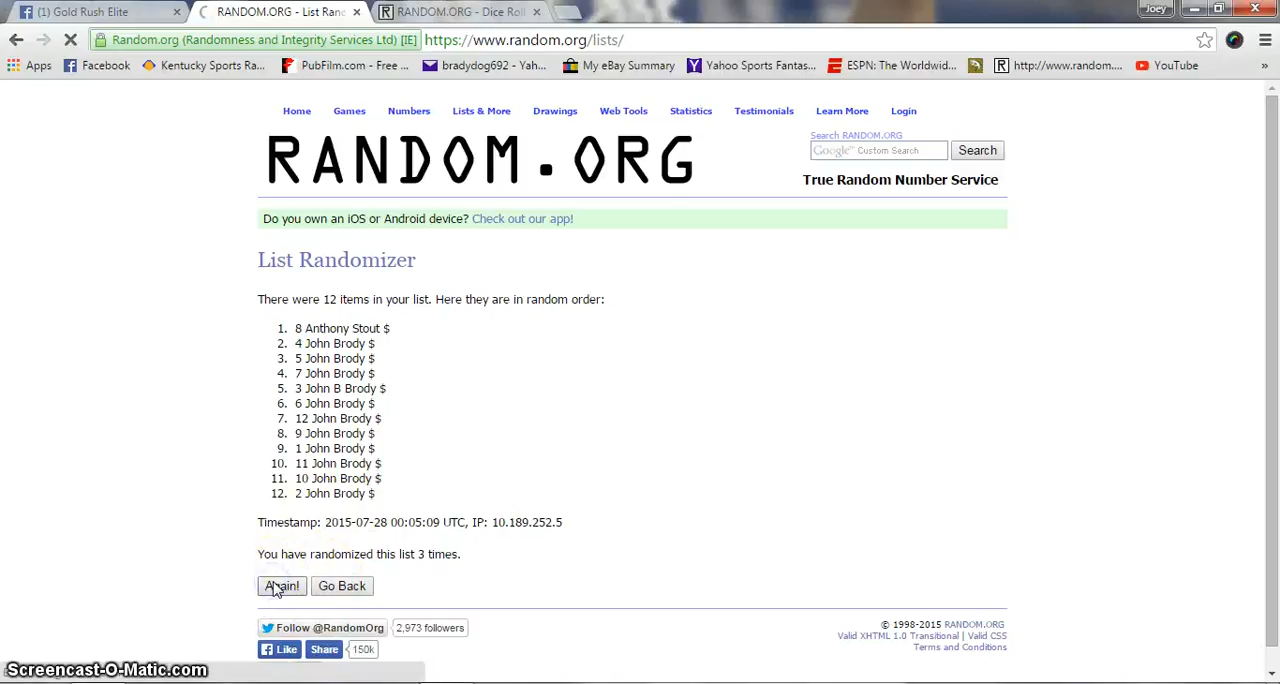 (1) Gold Rush Elite
RANDOM.ORG - List Ran
RANDOM.ORG - Dice Roll
Joey
Random.org (Randomness and Integrity Services Ltd) [IE] https://www.random.org/lists/
Apps Facebook Kentucky Sports Ra... PubFilm.com - Free ... bradydog692 - Yah... My eBay Summary Yahoo Sports Fantas... ESPN: The Worldwid... http://www.random.... YouTube »
Home Games Numbers Lists & More Drawings Web Tools Statistics Testimonials Learn More Login
RANDOM.ORG
Search RANDOM.ORG
Google™ Custom Search Search
True Random Number Service
Do you own an iOS or Android device? Check out our app!
List Randomizer
There were 12 items in your list. Here they are in random order:
1. 8 Anthony Stout $
2. 4 John Brody $
3. 5 John Brody $
4. 7 John Brody $
5. 3 John B Brody $
6. 6 John Brody $
7. 12 John Brody $
8. 9 John Brody $
9. 1 John Brody $
10. 11 John Brody $
11. 10 John Brody $
12. 2 John Brody $
Timestamp: 2015-07-28 00:05:09 UTC, IP: 10.189.252.5
You have randomized this list 3 times.
Again! Go Back
Follow @RandomOrg 2,973 followers
Like Share 150k
© 1998-2015 RANDOM.ORG
Valid XHTML 1.0 Transitional | Valid CSS
Terms and Conditions
Screencast-O-Matic.com